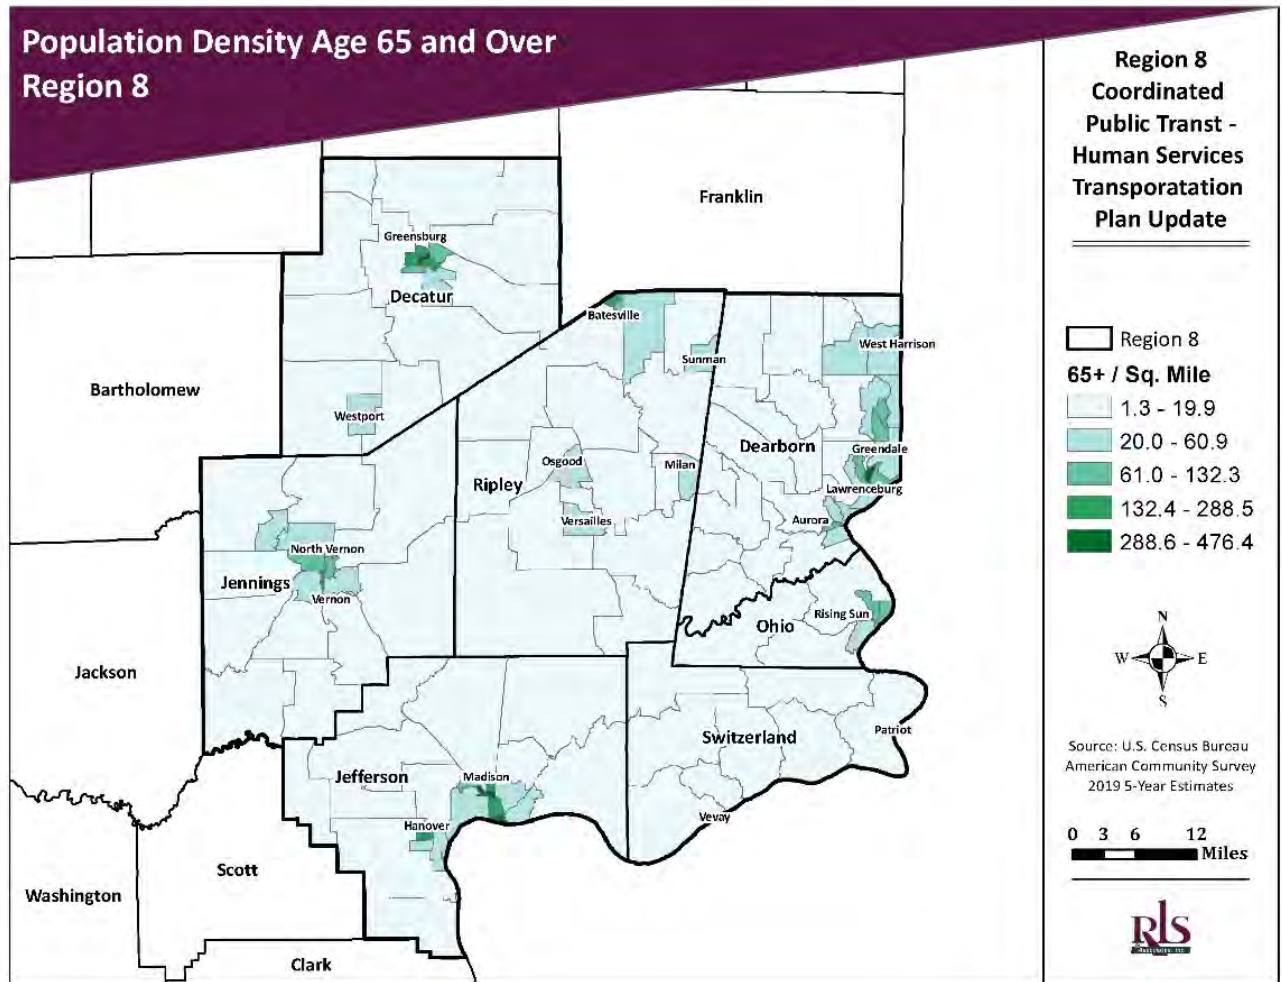 Population Density Age 65 and Over
Region 8
Region 8
Coordinated
Public Transt -
Human Services
Transporatation
Plan Update
Franklin
Greensburg
Decatur
Batesville
West Harrison
Sunman
Bartholomew
Westport
Dearborn
Greendale
Osgood
Milan
Ripley
Lawrenceburg
Versailles
Aurora
North Vernon
Jennings
Vernon
Rising Sun
Ohio
Jackson
Patriot
Switzerland
Jefferson
Madison
Vevay
Hanover
Scott
Washington
Clark
Region 8
65+ / Sq. Mile
1.3 - 19.9
20.0 - 60.9
61.0 - 132.3
132.4 - 288.5
288.6 - 476.4
N
W E
S
Source: U.S. Census Bureau
American Community Survey
2019 5-Year Estimates
0 3 6 12
Miles
RLS
& Associates, Inc.